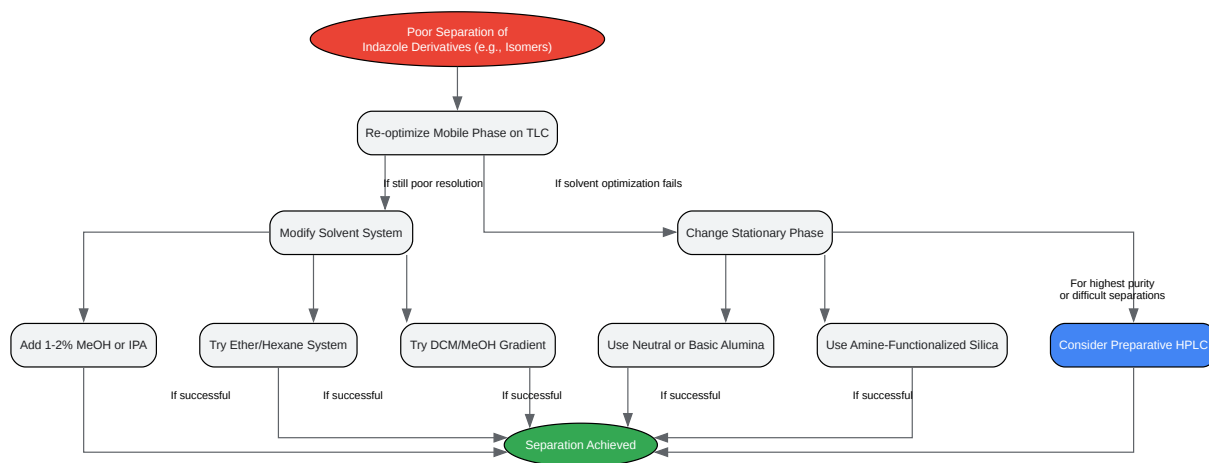 Poor Separation of
Indazole Derivatives (e.g., Isomers)
Re-optimize Mobile Phase on TLC
If still poor resolution
If solvent optimization fails
Modify Solvent System
Change Stationary Phase
For highest purity
or difficult separations
Add 1-2% MeOH or IPA
Try Ether/Hexane System
Try DCM/MeOH Gradient
Use Neutral or Basic Alumina
Use Amine-Functionalized Silica
Consider Preparative HPLC
If successful
If successful
If successful
If successful
If successful
Separation Achieved